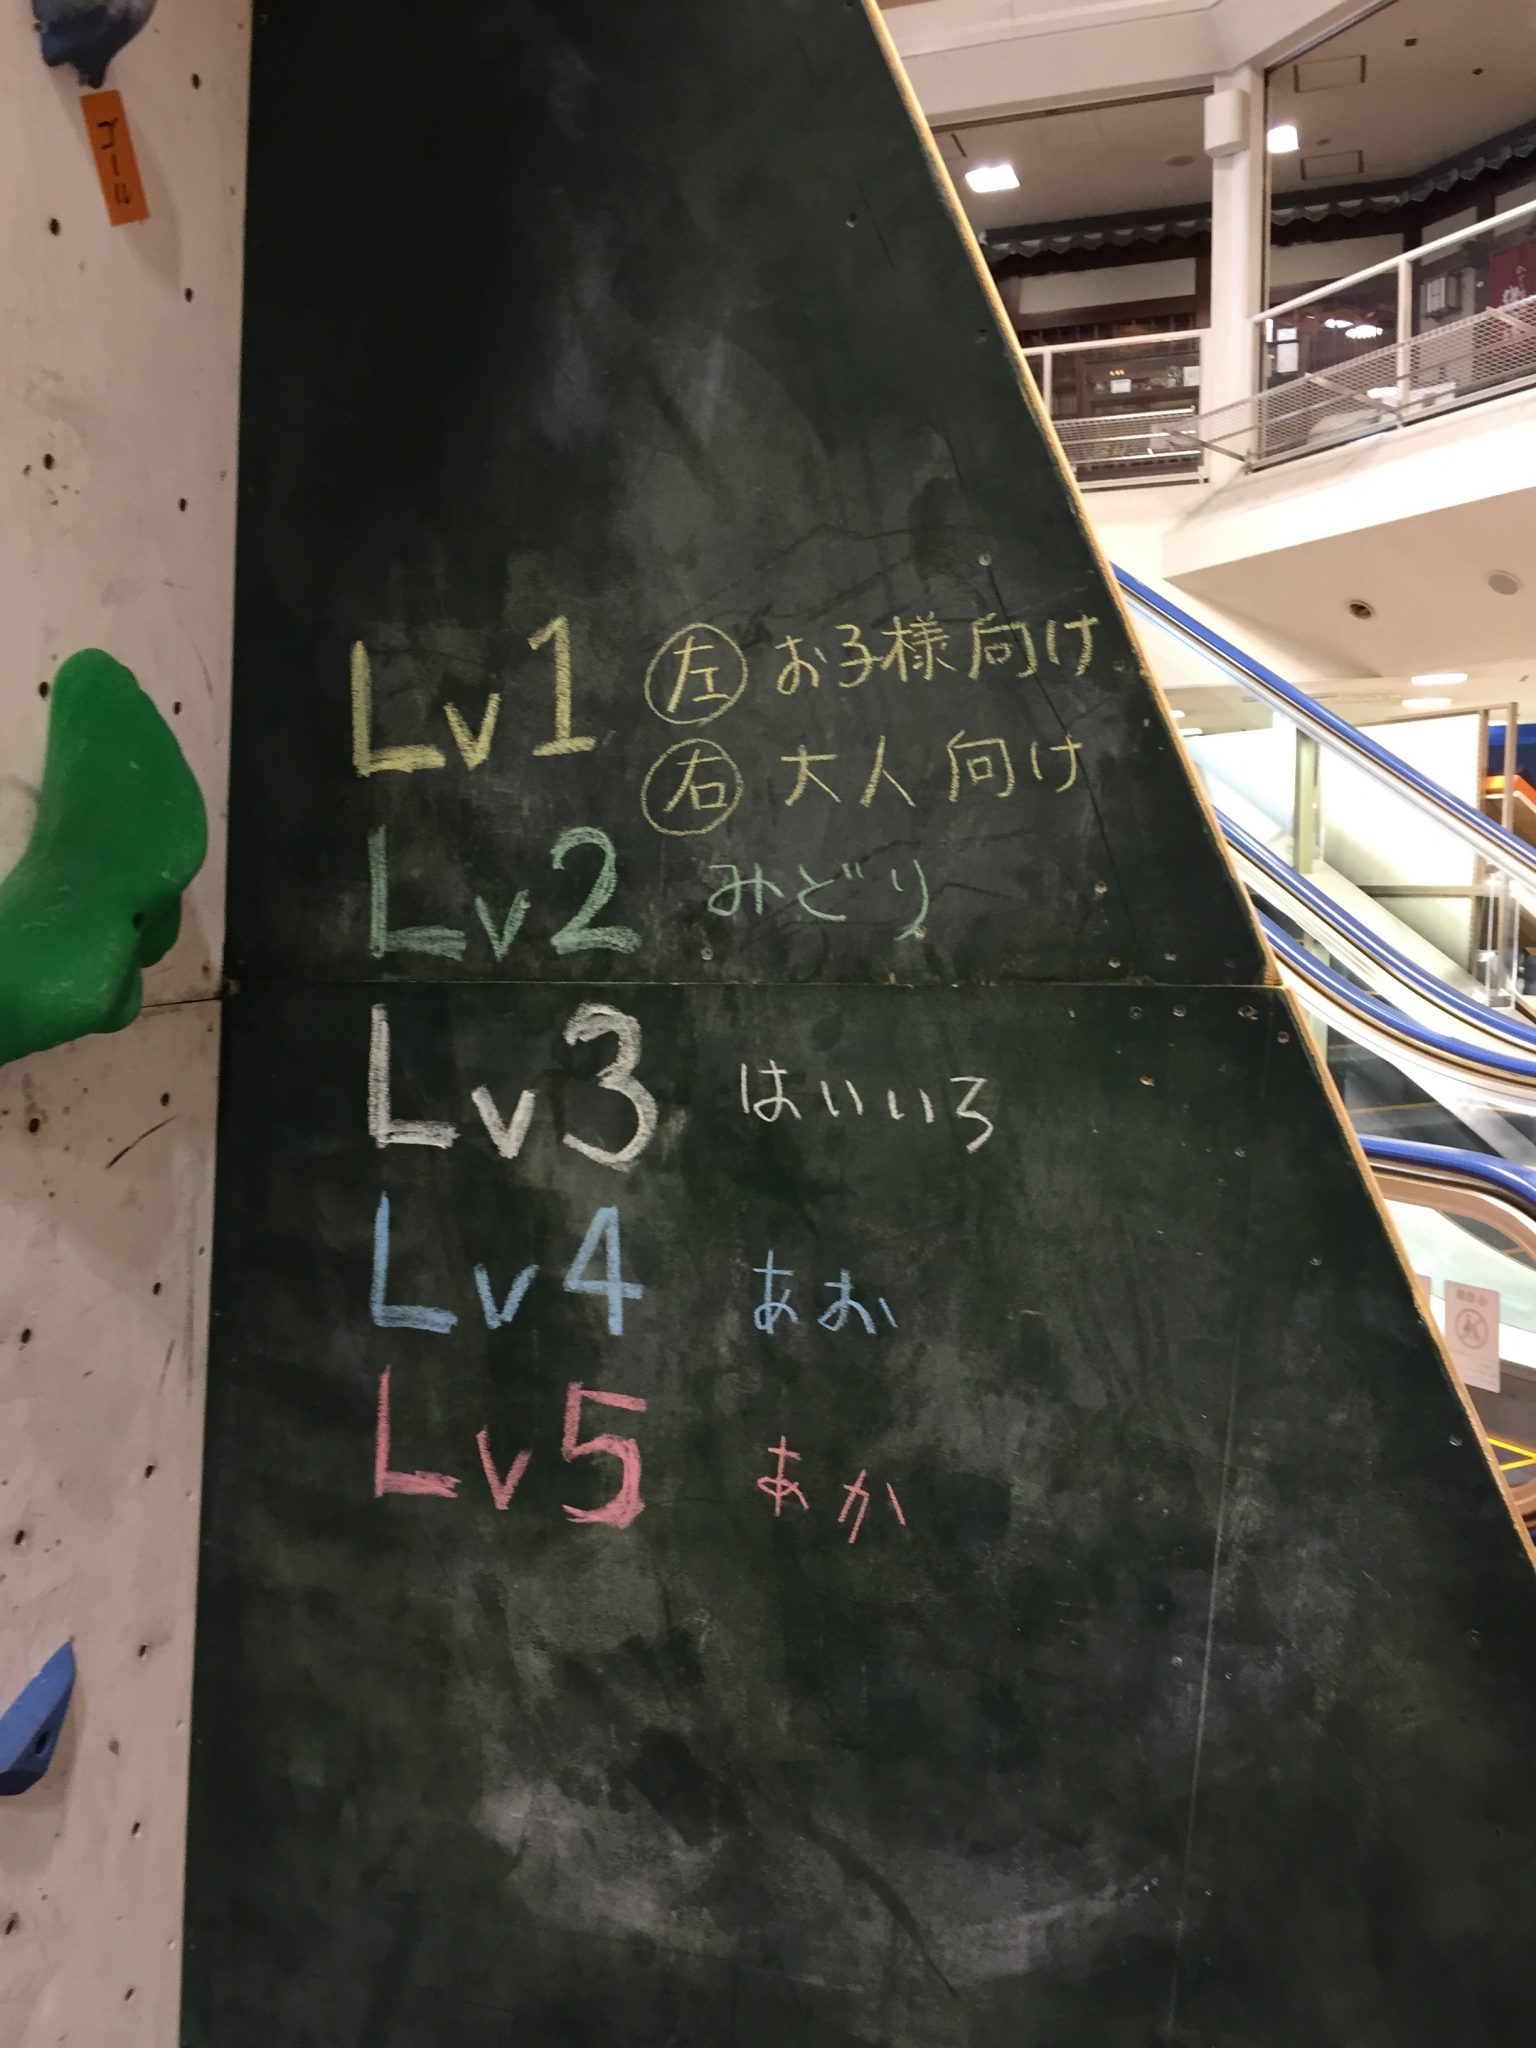 ゴール
Lv1 左 お子様向け
右 大人向け
Lv2 みどり
Lv3 はいいろ
Lv4 あお
Lv5 あか